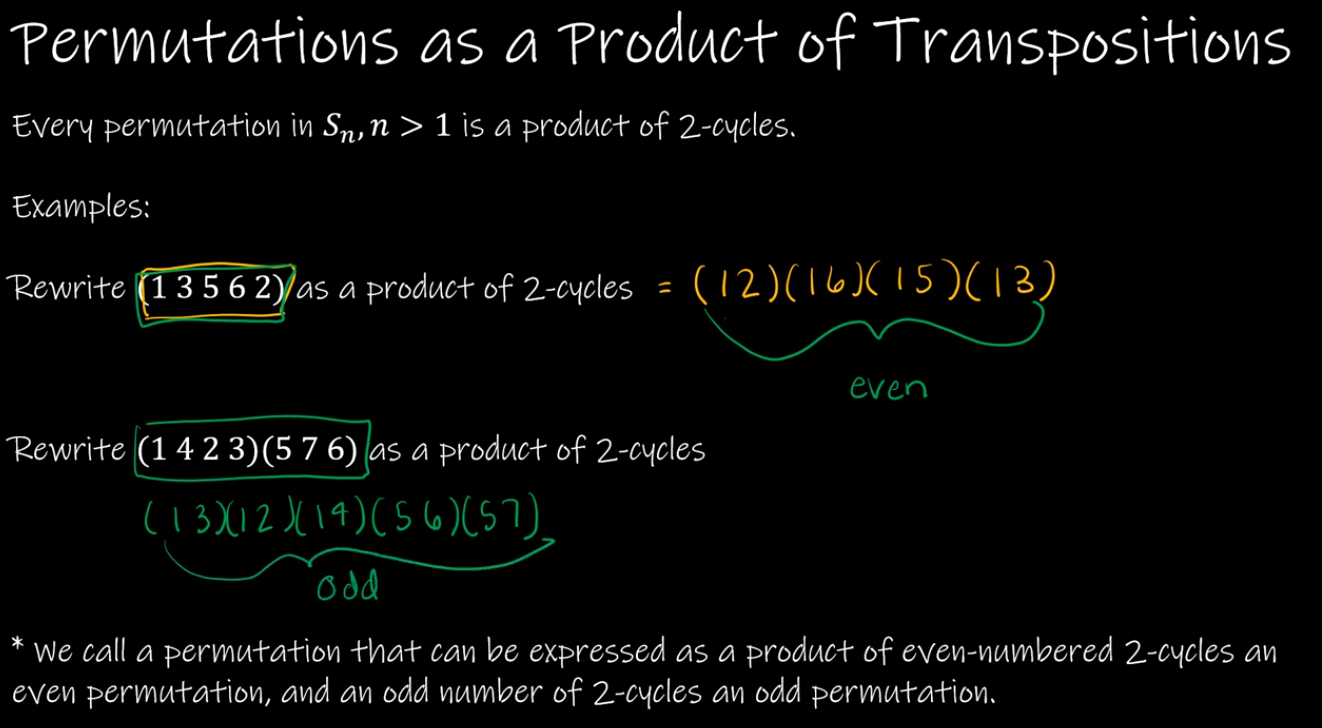 Permutations as a Product of Transpositions
Every permutation in Sₙ, n > 1 is a product of 2-cycles.
Examples:
Rewrite (1 3 5 6 2) as a product of 2-cycles = (12)(16)(15)(13)
even
Rewrite (1 4 2 3)(5 7 6) as a product of 2-cycles
(13)(12)(14)(56)(57)
odd
* We call a permutation that can be expressed as a product of even-numbered 2-cycles an
even permutation, and an odd number of 2-cycles an odd permutation.